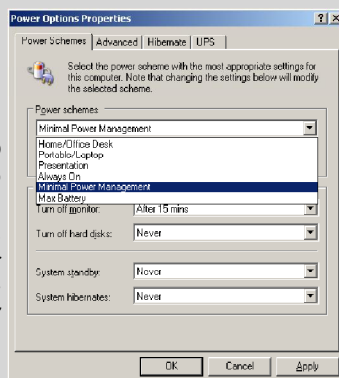 Power Options Properties
Power Schemes Advanced Hibernate UPS
Select the power scheme with the most appropriate settings for
this computer. Note that changing the settings below will modify
the selected scheme.
Power schemes
Minimal Power Management
Home/Office Desk
Portable/Laptop
Presentation
Always On
Minimal Power Management
Max Battery
Turn off monitor: After 15 mins
Turn off hard disks: Never
System standby: Never
System hibernates: Never
OK Cancel Apply